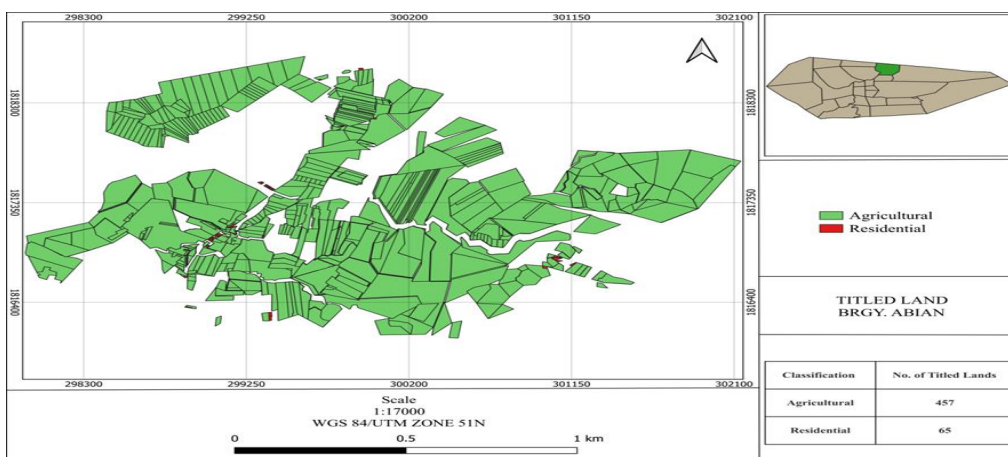 298300 299250 300200 301150 302100
1818300 1818300
1817350 1817350
1816400 1816400
298300 299250 300200 301150 302100
Scale
1:17000
WGS 84/UTM ZONE 51N
0 0.5 1 km
Agricultural
Residential
TITLED LAND
BRGY. ABIAN
Classification No. of Titled Lands
Agricultural 457
Residential 65